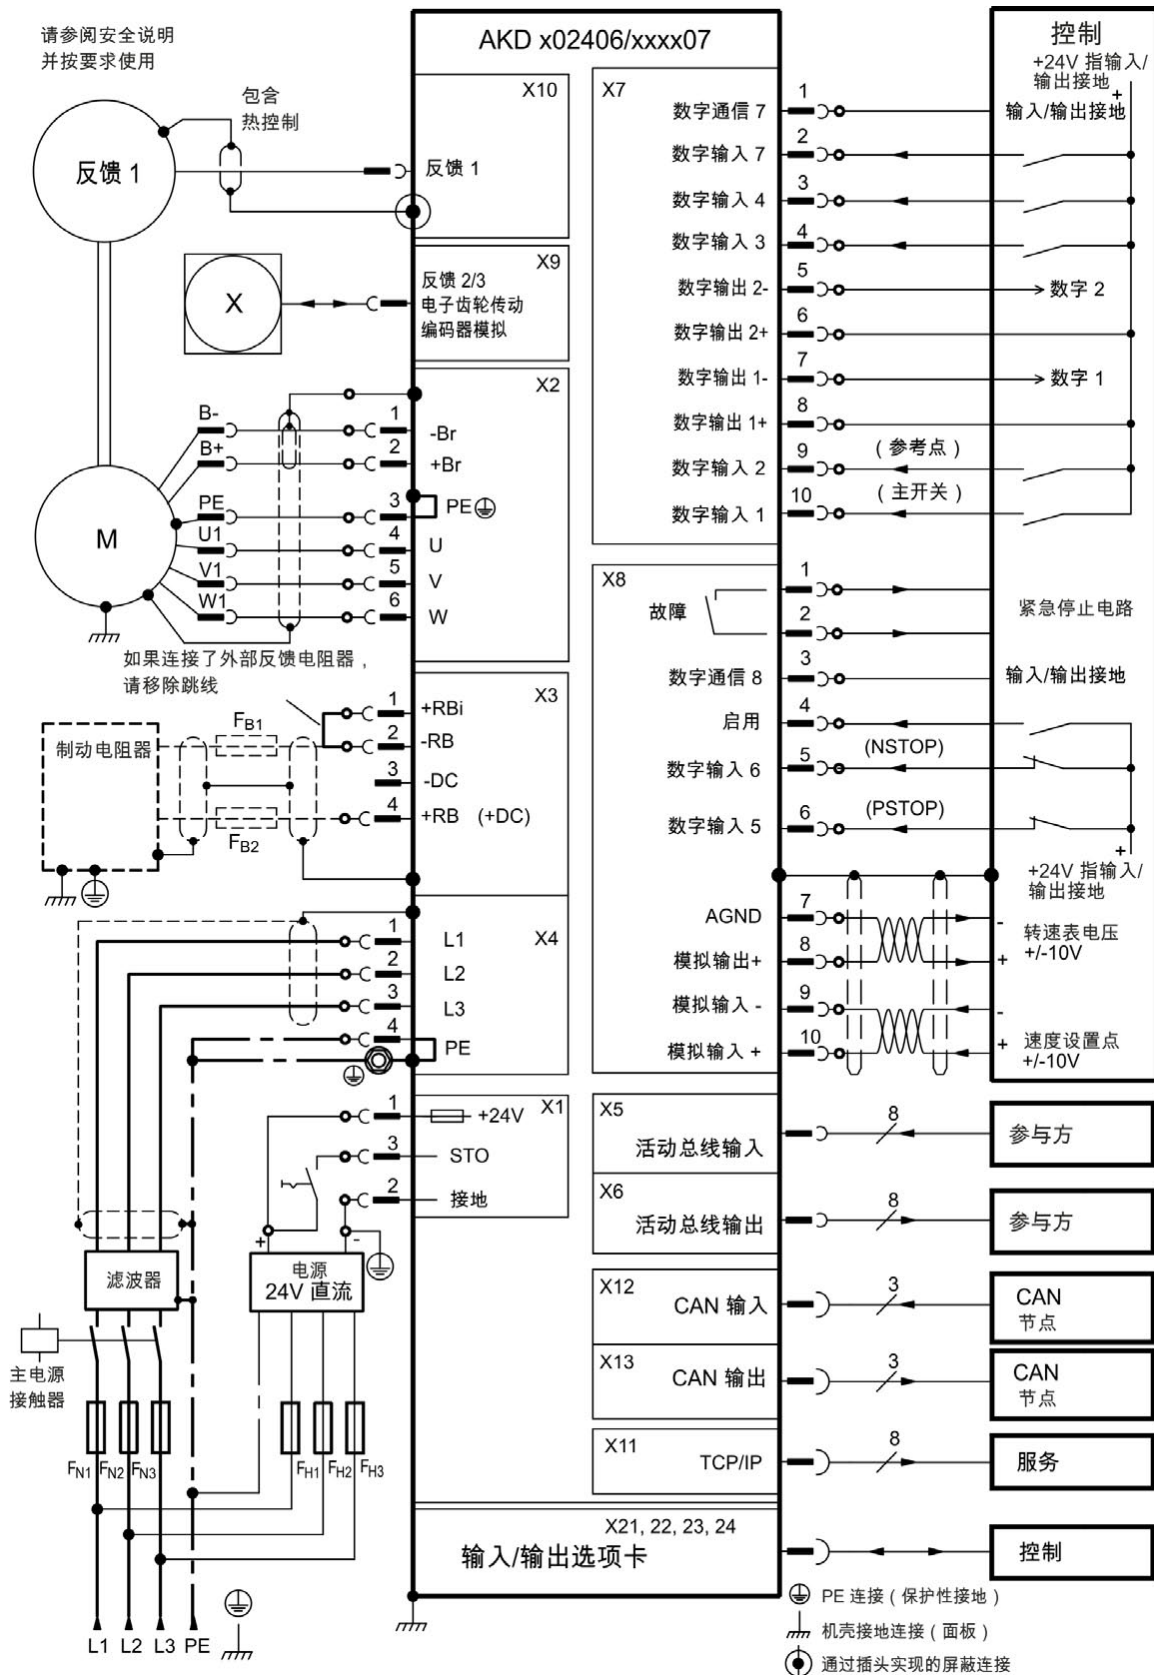 请参阅安全说明
并按要求使用
AKD x02406/xxxx07
控制
+24V 指输入/
输出接地
+
包含
热控制
反馈 1
X10
反馈 1
X9
反馈 2/3
电子齿轮传动
编码器模拟
X
X2
B-
1
-Br
B+
2
+Br
PE
3
PE
U1
4
U
V1
5
V
W1
6
W
M
如果连接了外部反馈电阻器，
请移除跳线
X3
1
+RBi
2
-RB
3
-DC
4
+RB (+DC)
FB1
制动电阻器
FB2
X4
1
L1
2
L2
3
L3
4
PE
X1
1
+24V
3
STO
2
接地
+
-
电源
24V 直流
滤波器
主电源
接触器
FN1 FN2 FN3
FH1 FH2 FH3
L1 L2 L3 PE
X7
数字通信 7
1
输入/输出接地
数字输入 7
2
数字输入 4
3
数字输入 3
4
数字输出 2-
5
数字 2
数字输出 2+
6
数字输出 1-
7
数字 1
数字输出 1+
8
数字输入 2
9
（参考点）
数字输入 1
10
（主开关）
X8
故障
1
2
紧急停止电路
数字通信 8
3
输入/输出接地
启用
4
数字输入 6
5
(NSTOP)
数字输入 5
6
(PSTOP)
+
+24V 指输入/
输出接地
AGND
7
-
模拟输出+
8
+
转速表电压
+/-10V
模拟输入 -
9
-
模拟输入 +
10
+
速度设置点
+/-10V
X5
活动总线输入
8
参与方
X6
活动总线输出
8
参与方
X12
CAN 输入
3
CAN
节点
X13
CAN 输出
3
CAN
节点
X11
TCP/IP
8
服务
X21, 22, 23, 24
输入/输出选项卡
控制
PE 连接（保护性接地）
机壳接地连接（面板）
通过插头实现的屏蔽连接